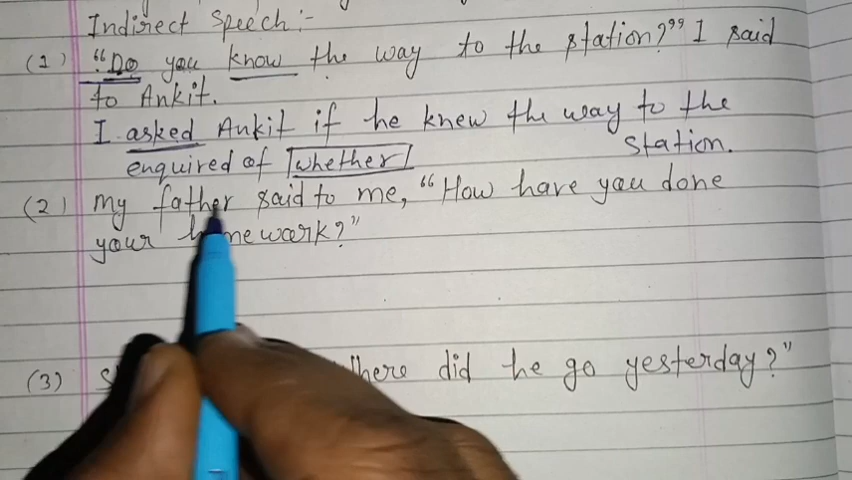 Indirect Speech:-
(1) "Do you know the way to the station?" I said
to Ankit.
I asked Ankit if he knew the way to the
station.
enquired of whether
(2) My father said to me, "How have you done
your homework?"
(3) did he go yesterday?"